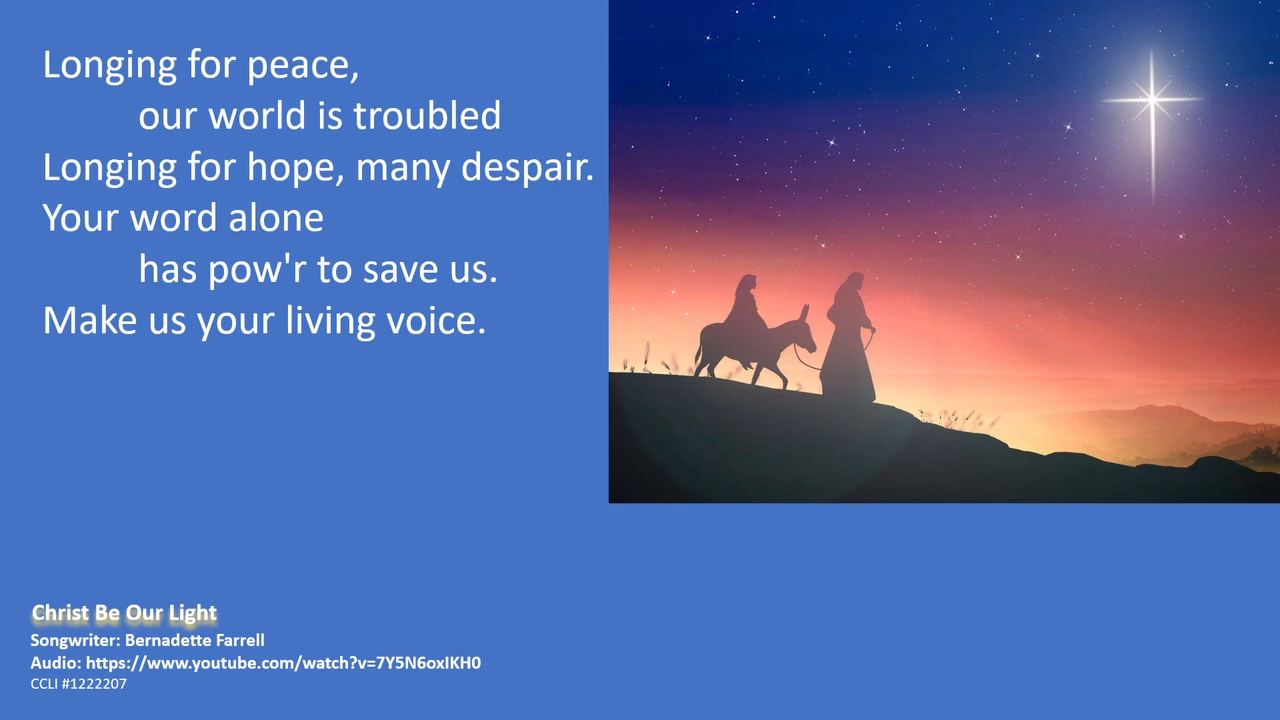 Longing for peace,
our world is troubled
Longing for hope, many despair.
Your word alone
has pow'r to save us.
Make us your living voice.
Christ Be Our Light
Songwriter: Bernadette Farrell
Audio: https://www.youtube.com/watch?v=7Y5N6oxIKH0
CCLI #1222207